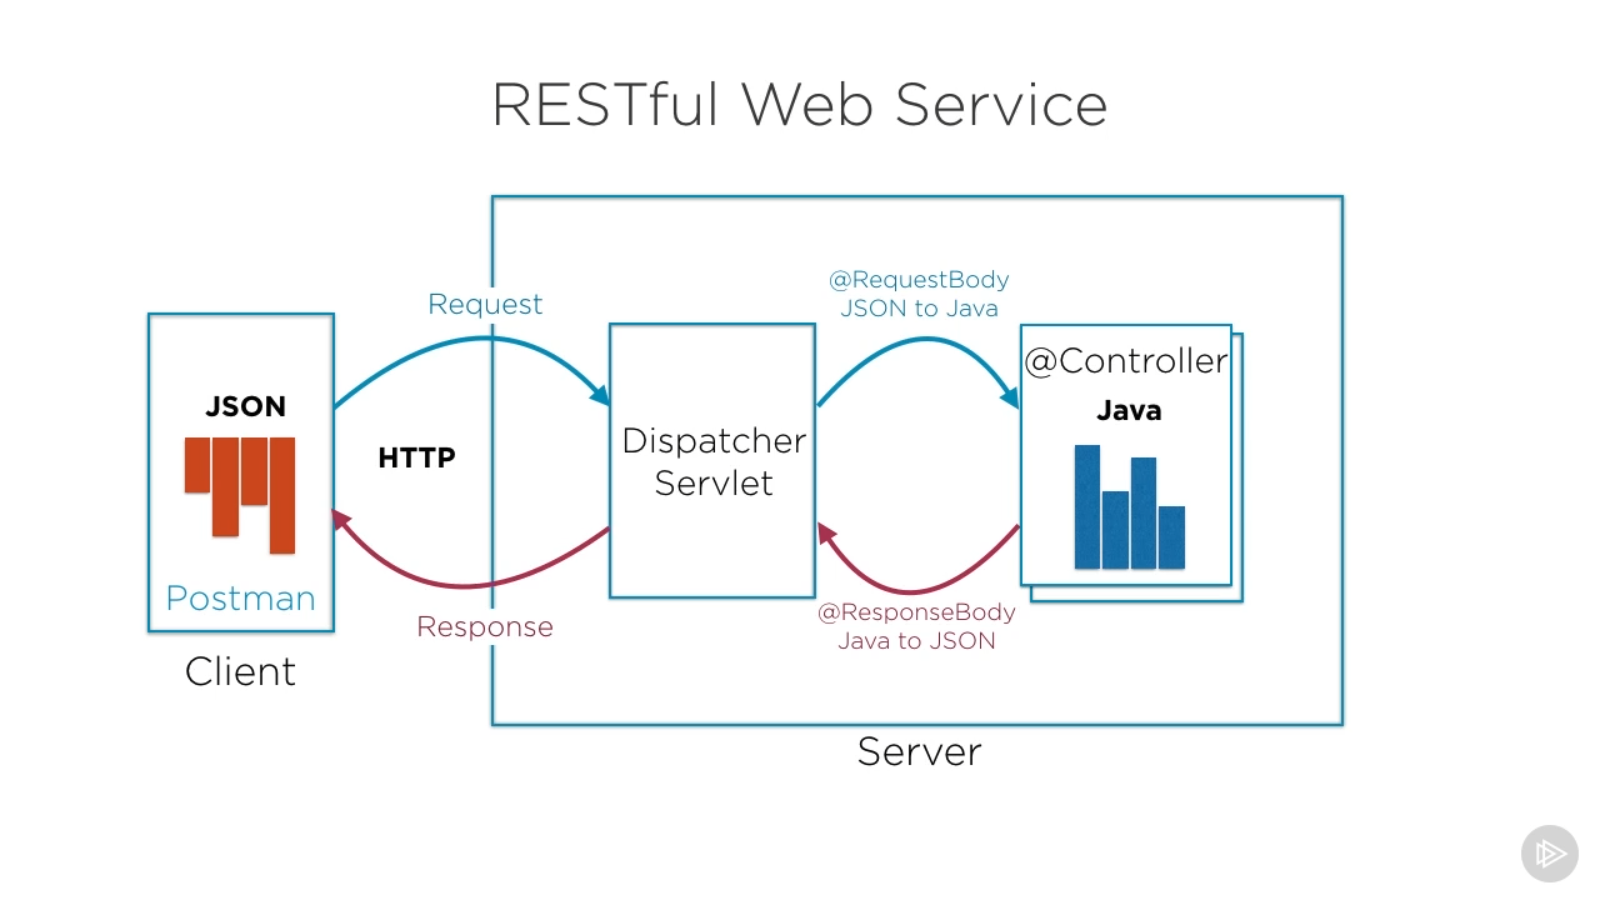 RESTful Web Service
Request
@RequestBody
JSON to Java
@Controller
Java
JSON
HTTP
Dispatcher
Servlet
Postman
Response
@ResponseBody
Java to JSON
Client
Server